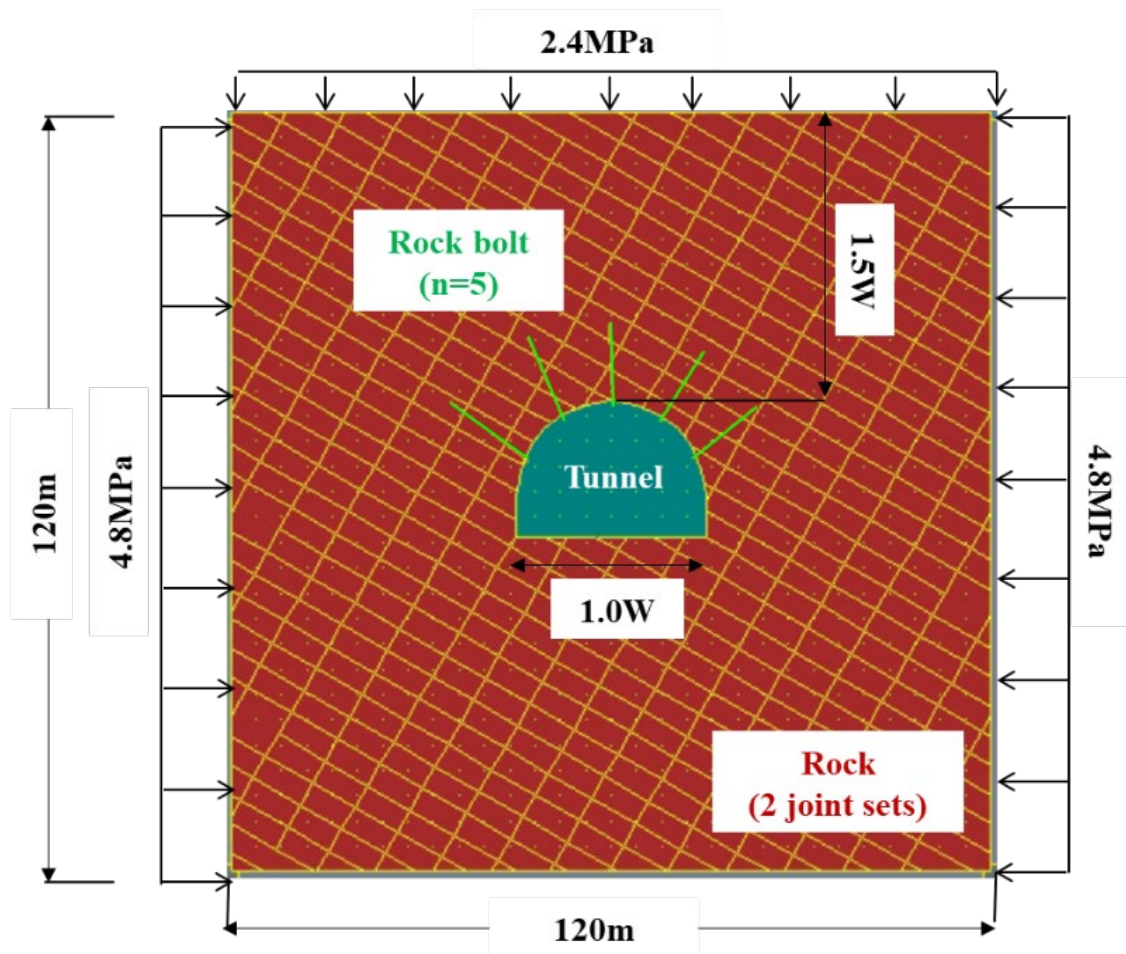 2.4MPa
Rock bolt
(n=5)
1.5W
120m
4.8MPa
4.8MPa
Tunnel
1.0W
Rock
(2 joint sets)
120m